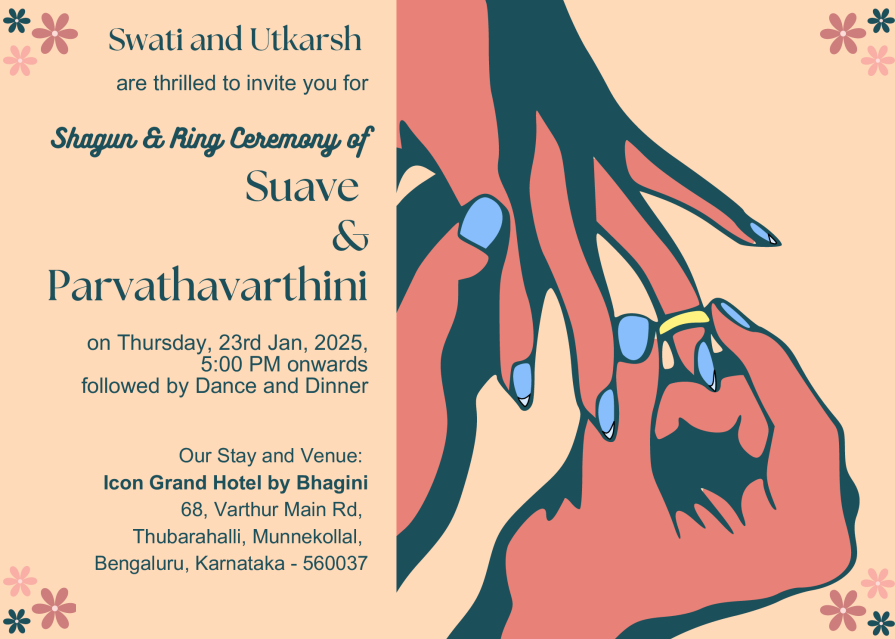 Swati and Utkarsh
are thrilled to invite you for
Shagun & Ring Ceremony of
Suave
&
Parvathavarthini
on Thursday, 23rd Jan, 2025,
5:00 PM onwards
followed by Dance and Dinner
Our Stay and Venue:
Icon Grand Hotel by Bhagini
68, Varthur Main Rd,
Thubarahalli, Munnekollal,
Bengaluru, Karnataka - 560037